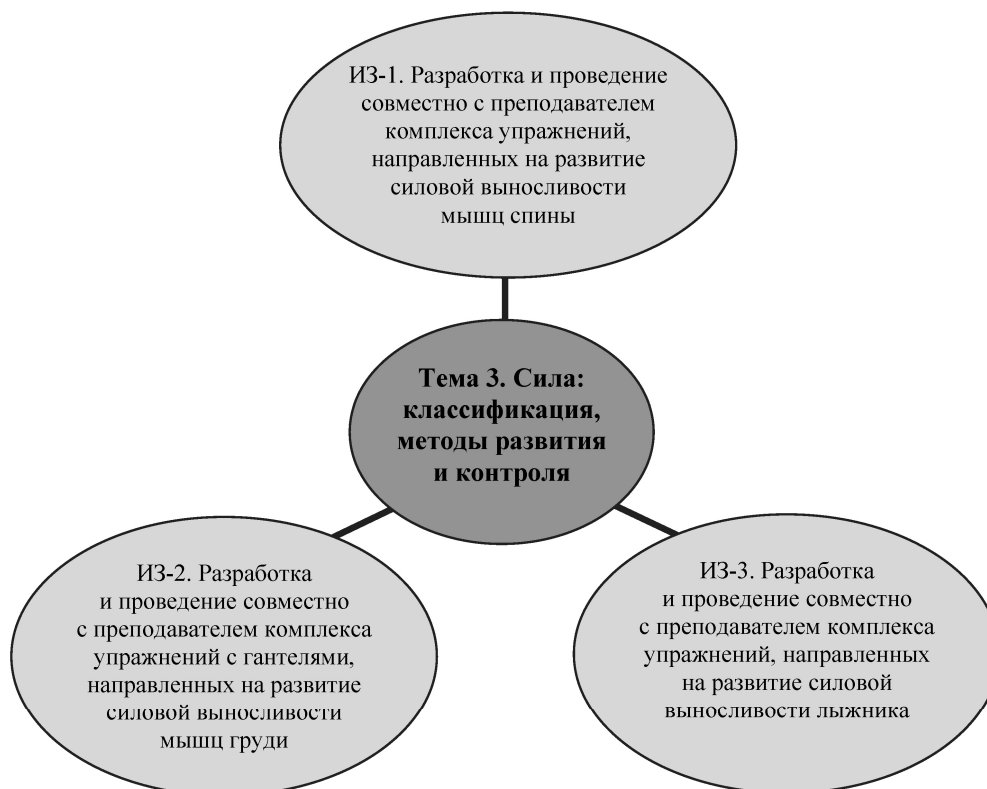 ИЗ-1. Разработка и проведение
совместно с преподавателем
комплекса упражнений,
направленных на развитие
силовой выносливости
мышц спины
Тема 3. Сила:
классификация,
методы развития
и контроля
ИЗ-2. Разработка
и проведение совместно
с преподавателем комплекса
упражнений с гантелями,
направленных на развитие
силовой выносливости
мышц груди
ИЗ-3. Разработка
и проведение совместно
с преподавателем комплекса
упражнений, направленных
на развитие силовой
выносливости лыжника